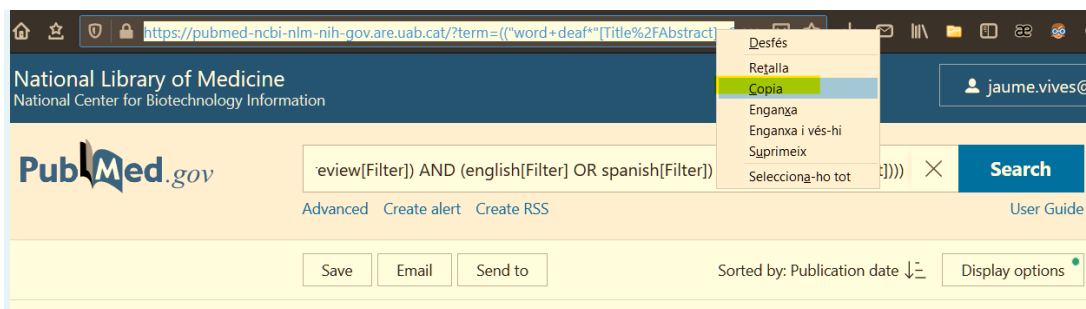 https://pubmed-ncbi-nlm-nih-gov.are.uab.cat/?term=(("word+deaf*"[Title%2FAbstract]
Desfés
Retalla
Copia
Enganxa
Enganxa i vés-hi
Suprimeix
Selecciona-ho tot
National Library of Medicine
National Center for Biotechnology Information
jaume.vives@
PubMed.gov
review[Filter]) AND (english[Filter] OR spanish[Filter])
t])))
Search
Advanced Create alert Create RSS
User Guide
Save Email Send to
Sorted by: Publication date
Display options